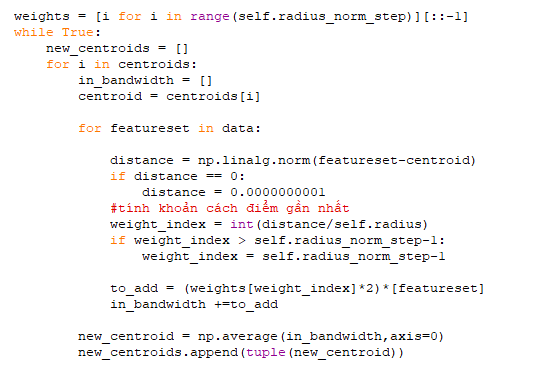 weights = [i for i in range(self.radius_norm_step)][::-1]
while True:
    new_centroids = []
    for i in centroids:
        in_bandwidth = []
        centroid = centroids[i]

        for featureset in data:

            distance = np.linalg.norm(featureset-centroid)
            if distance == 0:
                distance = 0.0000000001
            #tính khoản cách điểm gần nhất
            weight_index = int(distance/self.radius)
            if weight_index > self.radius_norm_step-1:
                weight_index = self.radius_norm_step-1

            to_add = (weights[weight_index]*2)*[featureset]
            in_bandwidth +=to_add

        new_centroid = np.average(in_bandwidth,axis=0)
        new_centroids.append(tuple(new_centroid))